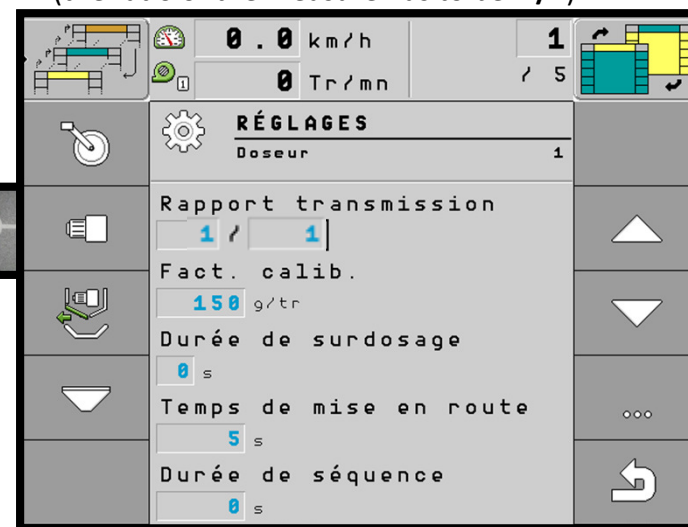 0.0 km/h
1
/ 5
1
0 Tr/mn
RÉGLAGES
Doseur 1
Rapport transmission
1 / 1
Fact. calib.
150 g/tr
Durée de surdosage
0 s
Temps de mise en route
5 s
Durée de séquence
0 s